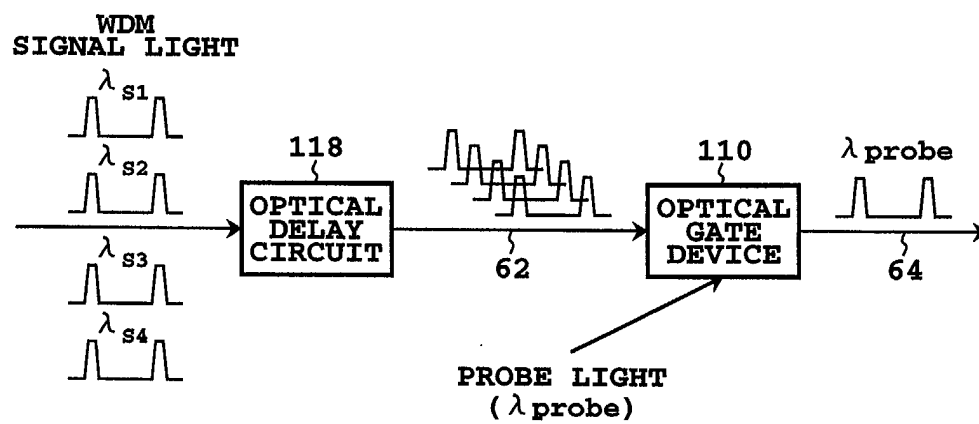 WDM
SIGNAL LIGHT
λS1
λS2
λS3
λS4
118
OPTICAL
DELAY
CIRCUIT
62
110
OPTICAL
GATE
DEVICE
λprobe
64
PROBE LIGHT
(λprobe)